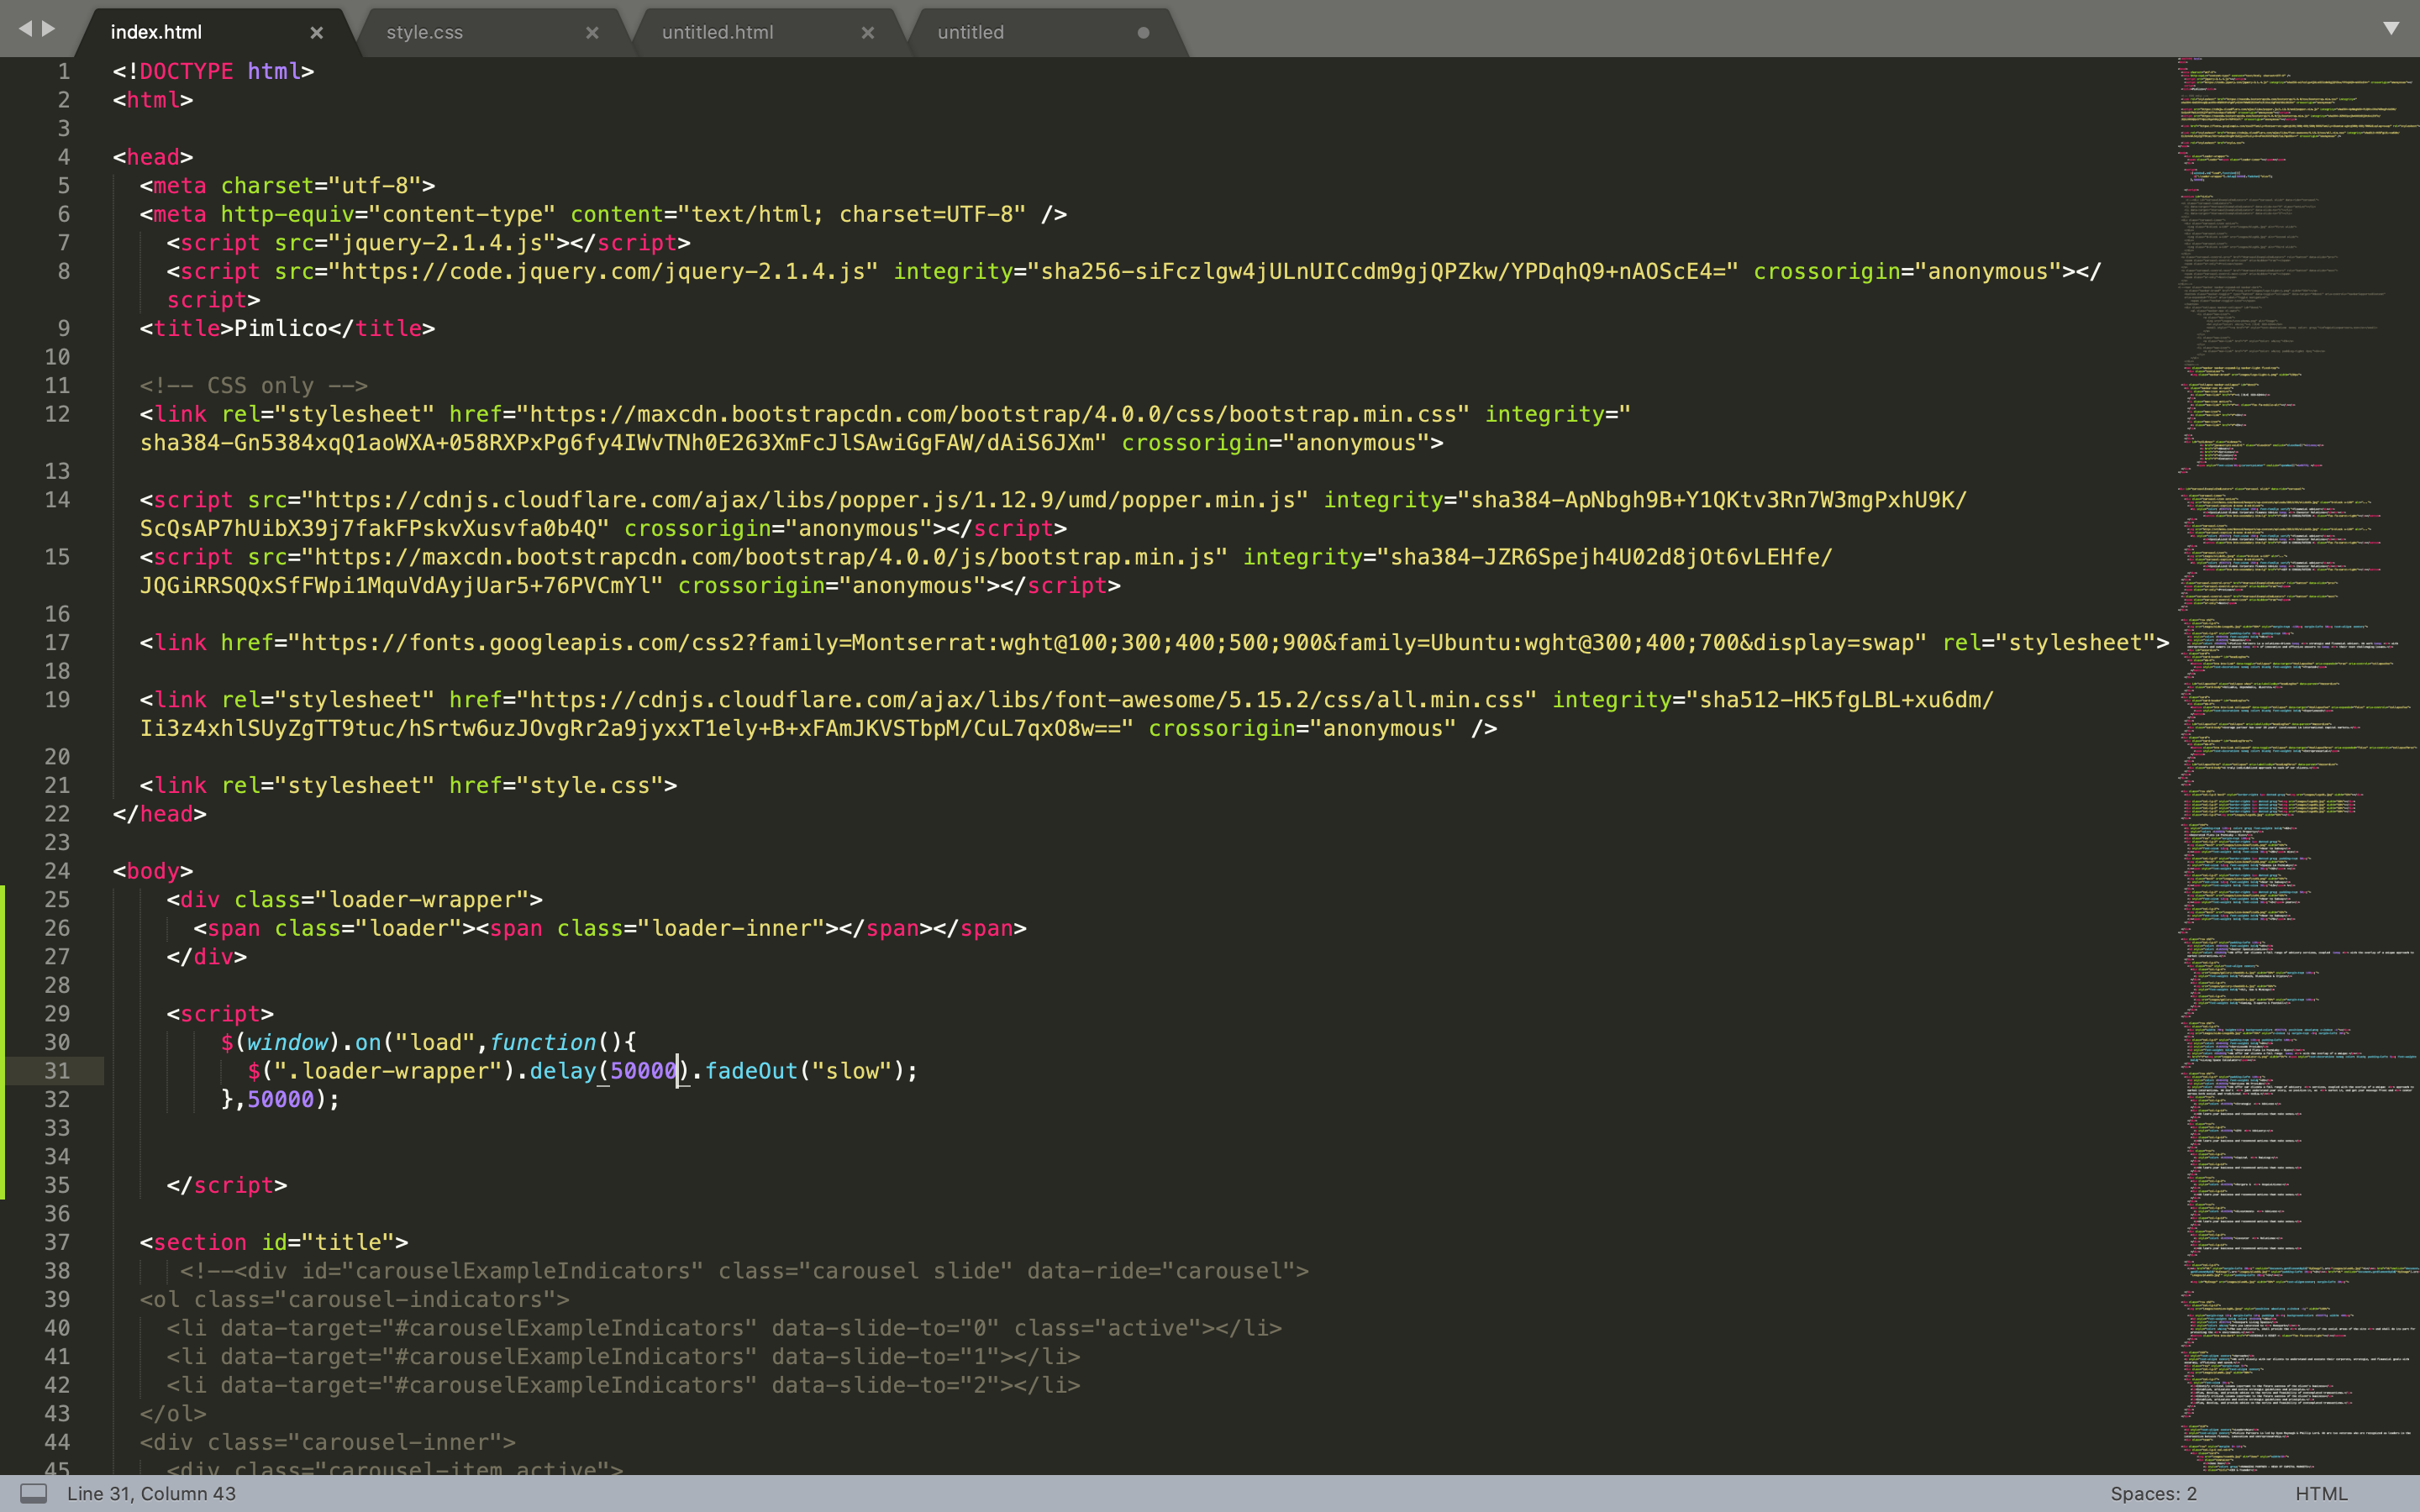 index.html
style.css
untitled.html
untitled
1 <!DOCTYPE html>
2 <html>
3
4 <head>
5 <meta charset="utf-8">
6 <meta http-equiv="content-type" content="text/html; charset=UTF-8" />
7 <script src="jquery-2.1.4.js"></script>
8 <script src="https://code.jquery.com/jquery-2.1.4.js" integrity="sha256-siFczlgw4jULnUICcdm9gjQPZkw/YPDqhQ9+nAOScE4=" crossorigin="anonymous"></
script>
9 <title>Pimlico</title>
10
11 <!-- CSS only -->
12 <link rel="stylesheet" href="https://maxcdn.bootstrapcdn.com/bootstrap/4.0.0/css/bootstrap.min.css" integrity="
sha384-Gn5384xqQ1aoWXA+058RXPxPg6fy4IWvTNh0E263XmFcJlSAwiGgFAW/dAiS6JXm" crossorigin="anonymous">
13
14 <script src="https://cdnjs.cloudflare.com/ajax/libs/popper.js/1.12.9/umd/popper.min.js" integrity="sha384-ApNbgh9B+Y1QKtv3Rn7W3mgPxhU9K/
ScQsAP7hUibX39j7fakFPskvXusvfa0b4Q" crossorigin="anonymous"></script>
15 <script src="https://maxcdn.bootstrapcdn.com/bootstrap/4.0.0/js/bootstrap.min.js" integrity="sha384-JZR6Spejh4U02d8jOt6vLEHfe/
JQGiRRSQQxSfFWpi1MquVdAyjUar5+76PVCmYl" crossorigin="anonymous"></script>
16
17 <link href="https://fonts.googleapis.com/css2?family=Montserrat:wght@100;300;400;500;900&family=Ubuntu:wght@300;400;700&display=swap" rel="stylesheet">
18
19 <link rel="stylesheet" href="https://cdnjs.cloudflare.com/ajax/libs/font-awesome/5.15.2/css/all.min.css" integrity="sha512-HK5fgLBL+xu6dm/
Ii3z4xhlSUyZgTT9tuc/hSrtw6uzJOvgRr2a9jyxxT1ely+B+xFAmJKVSTbpM/CuL7qxO8w==" crossorigin="anonymous" />
20
21 <link rel="stylesheet" href="style.css">
22 </head>
23
24 <body>
25 <div class="loader-wrapper">
26 <span class="loader"><span class="loader-inner"></span></span>
27 </div>
28
29 <script>
30 $(window).on("load",function(){
31 $(".loader-wrapper").delay(50000).fadeOut("slow");
32 },50000);
33
34
35 </script>
36
37 <section id="title">
38 <!--<div id="carouselExampleIndicators" class="carousel slide" data-ride="carousel">
39 <ol class="carousel-indicators">
40 <li data-target="#carouselExampleIndicators" data-slide-to="0" class="active"></li>
41 <li data-target="#carouselExampleIndicators" data-slide-to="1"></li>
42 <li data-target="#carouselExampleIndicators" data-slide-to="2"></li>
43 </ol>
44 <div class="carousel-inner">
45 <div class="carousel-item active">
Line 31, Column 43
Spaces: 2
HTML